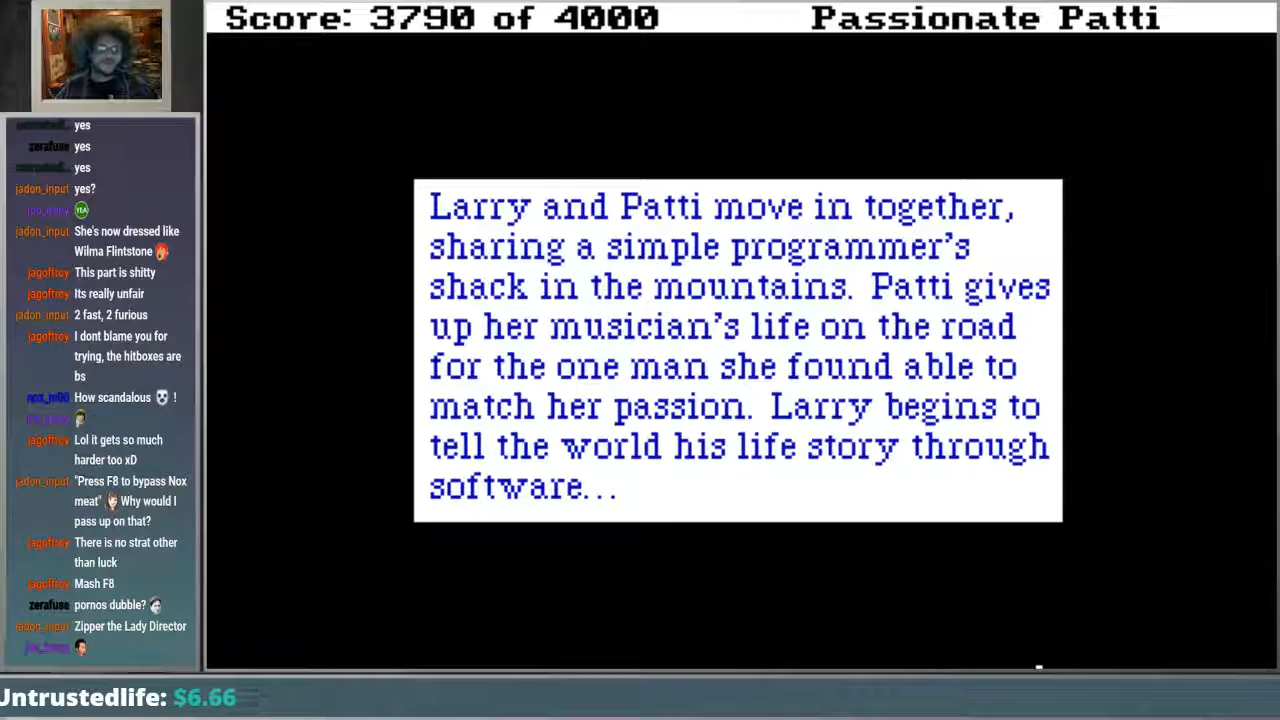 Score: 3790 of 4000 Passionate Patti
yes
zerafuse yes
yes
jadon_input yes?
YEA
jadon_input She's now dressed like
Wilma Flintstone
jagoffroy This part is shitty
jagoffroy Its really unfair
jadon_input 2 fast, 2 furious
jagoffroy I dont blame you for
trying, the hitboxes are
bs
How scandalous !
jagoffroy Lol it gets so much
harder too xD
jadon_input "Press F8 to bypass Nox
meat" Why would I
pass up on that?
jagoffroy There is no strat other
than luck
jagoffroy Mash F8
zerafuse pornos dubble?
jadon_input Zipper the Lady Director
Larry and Patti move in together,
sharing a simple programmer's
shack in the mountains. Patti gives
up her musician's life on the road
for the one man she found able to
match her passion. Larry begins to
tell the world his life story through
software...
Untrustedlife: $6.66